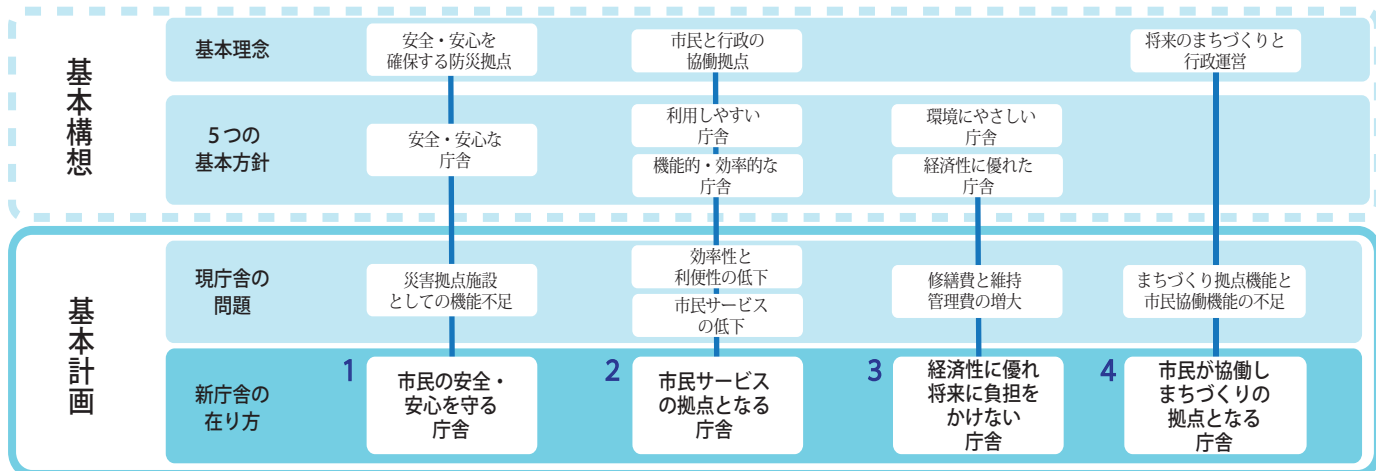 基本構想
基本理念
安全・安心を
確保する防災拠点
市民と行政の
協働拠点
将来のまちづくりと
行政運営
5つの
基本方針
安全・安心な
庁舎
利用しやすい
庁舎
機能的・効率的な
庁舎
環境にやさしい
庁舎
経済性に優れた
庁舎
基本計画
現庁舎の
問題
災害拠点施設
としての機能不足
効率性と
利便性の低下
市民サービス
の低下
修繕費と維持
管理費の増大
まちづくり拠点機能と
市民協働機能の不足
新庁舎の
在り方
1
市民の安全・
安心を守る
庁舎
2
市民サービス
の拠点となる
庁舎
3
経済性に優れ
将来に負担を
かけない
庁舎
4
市民が協働し
まちづくりの
拠点となる
庁舎